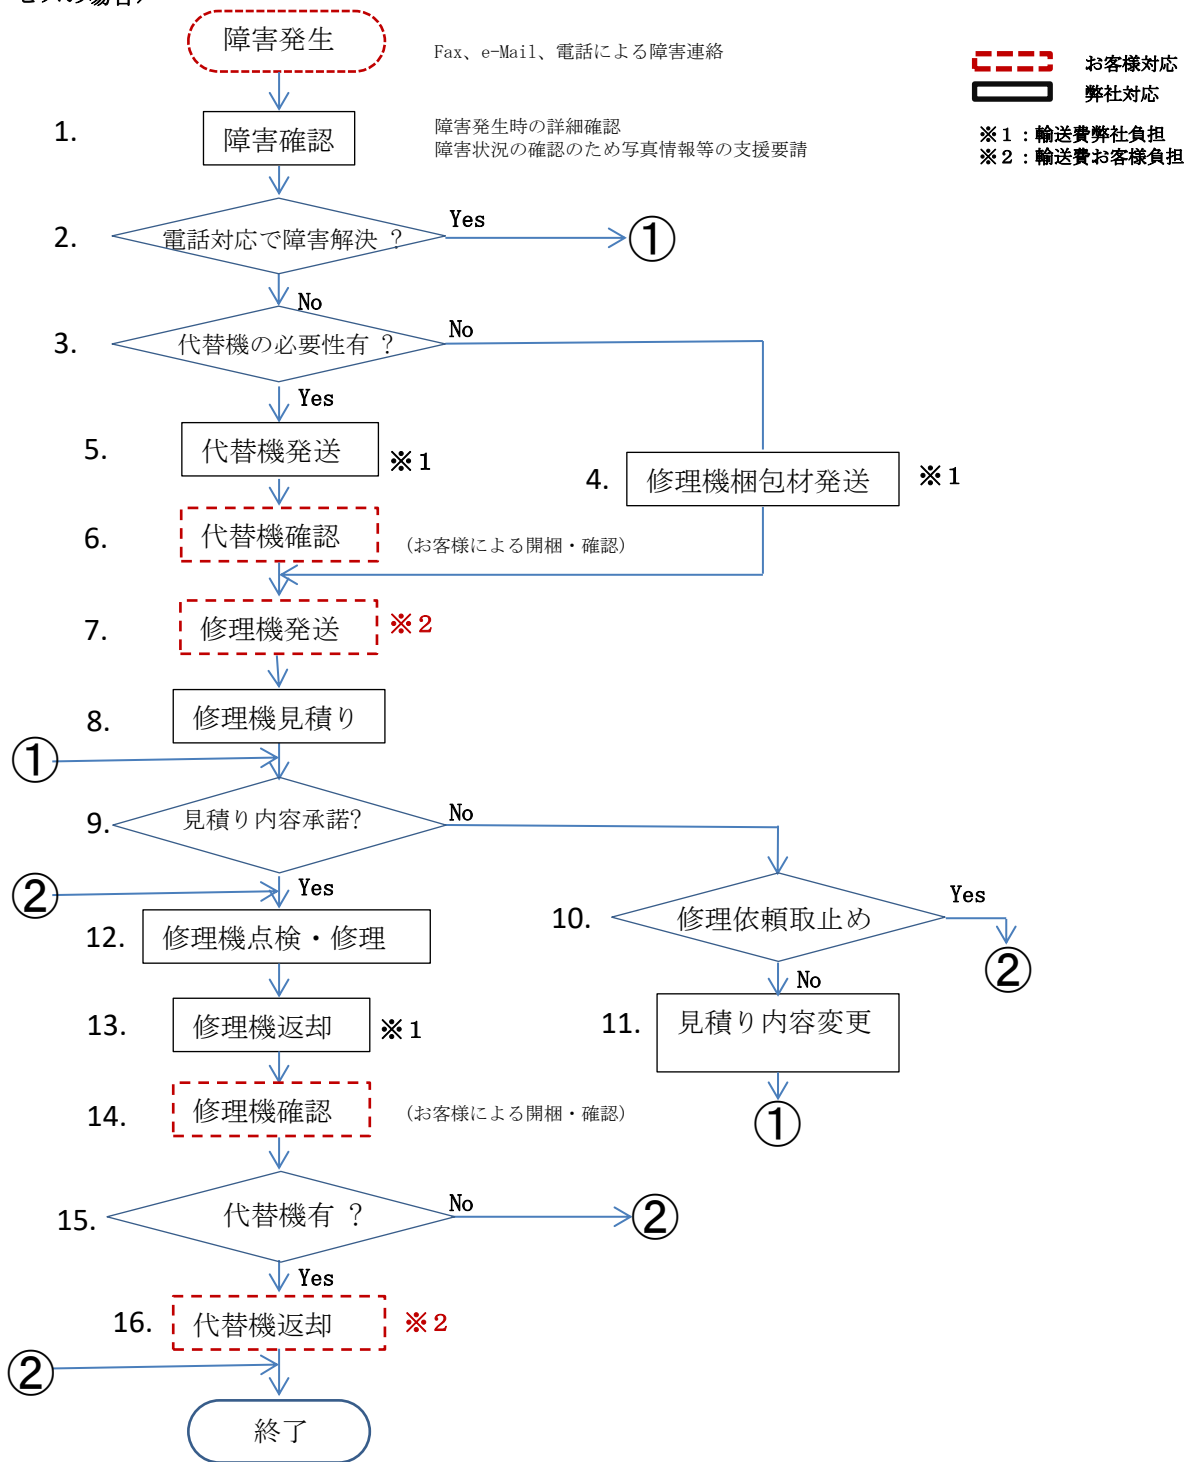 障害発生
Fax、e-Mail、電話による障害連絡
お客様対応
弊社対応
※1：輸送費弊社負担
※2：輸送費お客様負担
1.
障害確認
障害発生時の詳細確認
障害状況の確認のため写真情報等の支援要請
2.
電話対応で障害解決 ？
Yes
①
No
3.
代替機の必要性有 ？
No
Yes
5.
代替機発送
※1
4.
修理機梱包材発送
※1
6.
代替機確認
（お客様による開梱・確認）
7.
修理機発送
※2
8.
修理機見積り
①
9.
見積り内容承諾?
No
②
Yes
10.
修理依頼取止め
Yes
②
12.
修理機点検・修理
No
13.
修理機返却
※1
11.
見積り内容変更
14.
修理機確認
（お客様による開梱・確認）
①
15.
代替機有 ？
No
②
Yes
16.
代替機返却
※2
②
終了